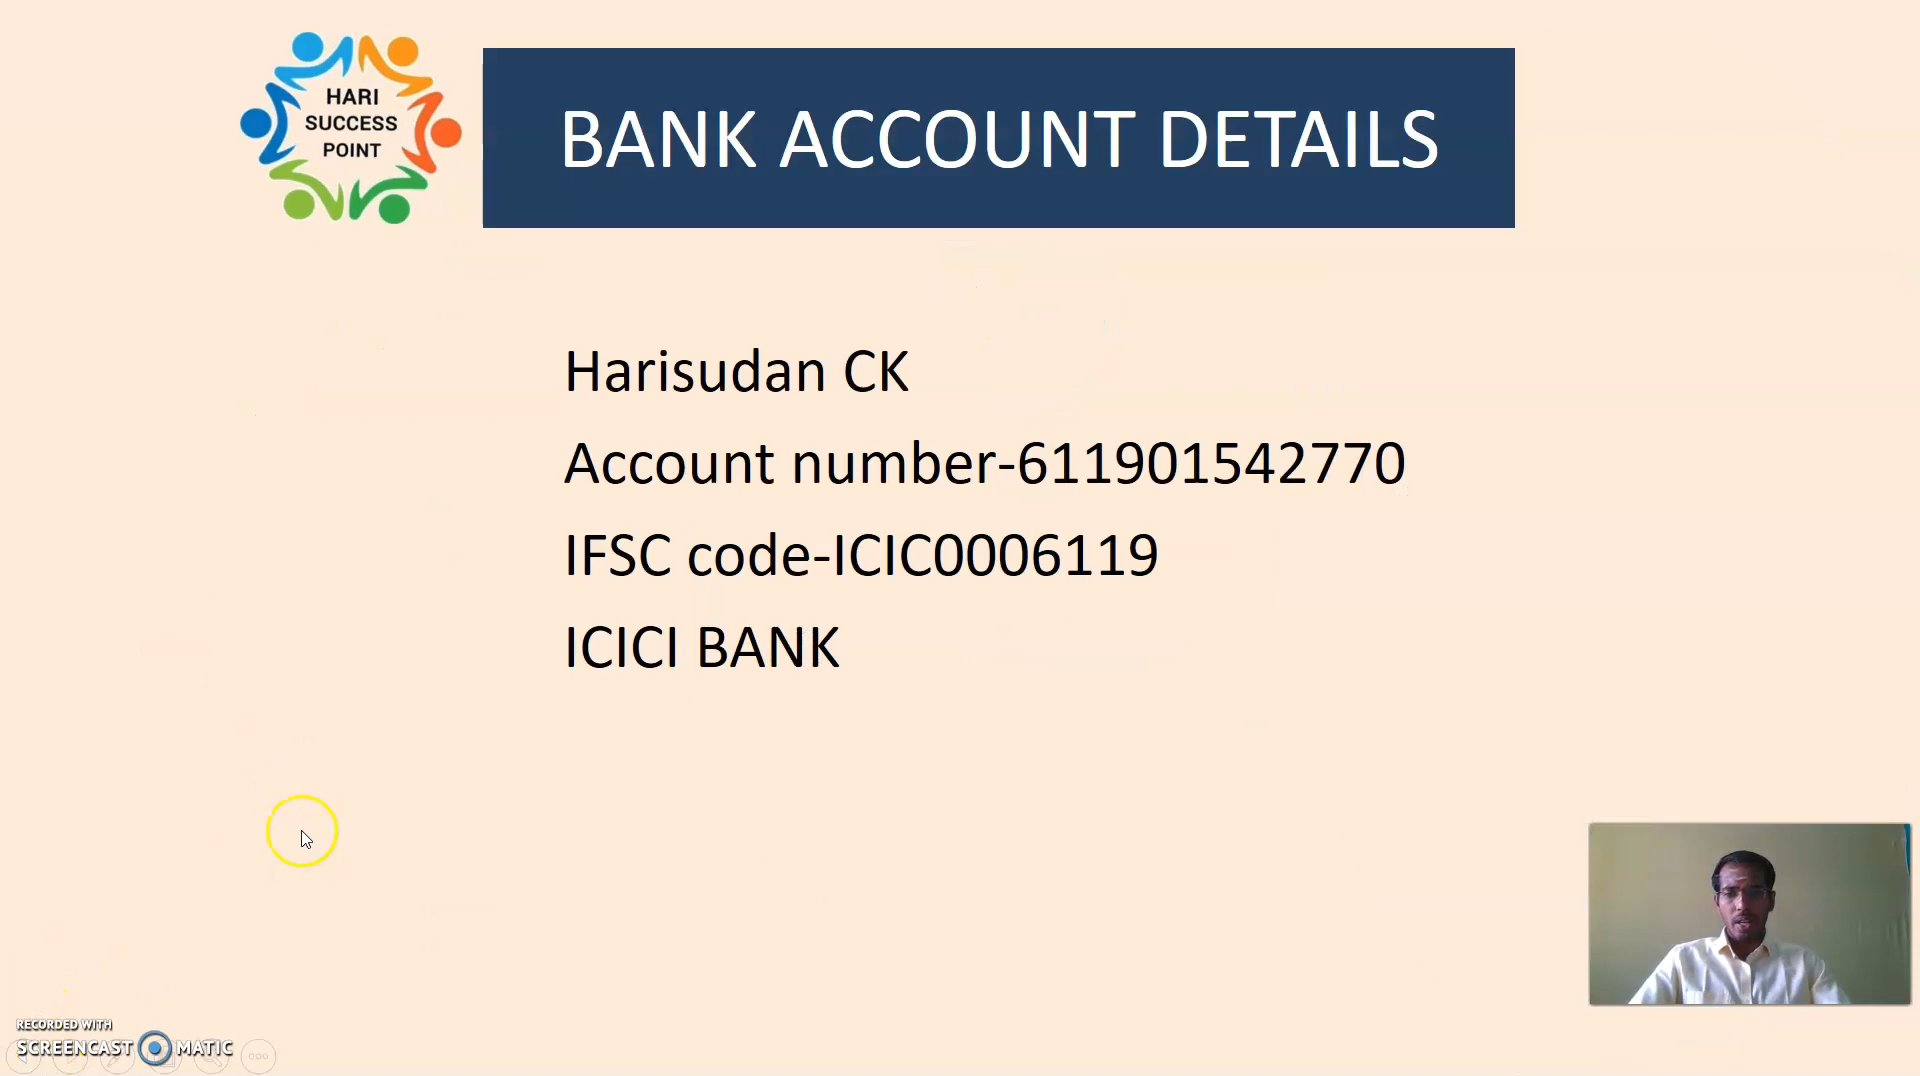 HARI
SUCCESS
POINT
BANK ACCOUNT DETAILS
Harisudan CK
Account number-611901542770
IFSC code-ICIC0006119
ICICI BANK
RECORDED WITH
SCREENCAST MATIC